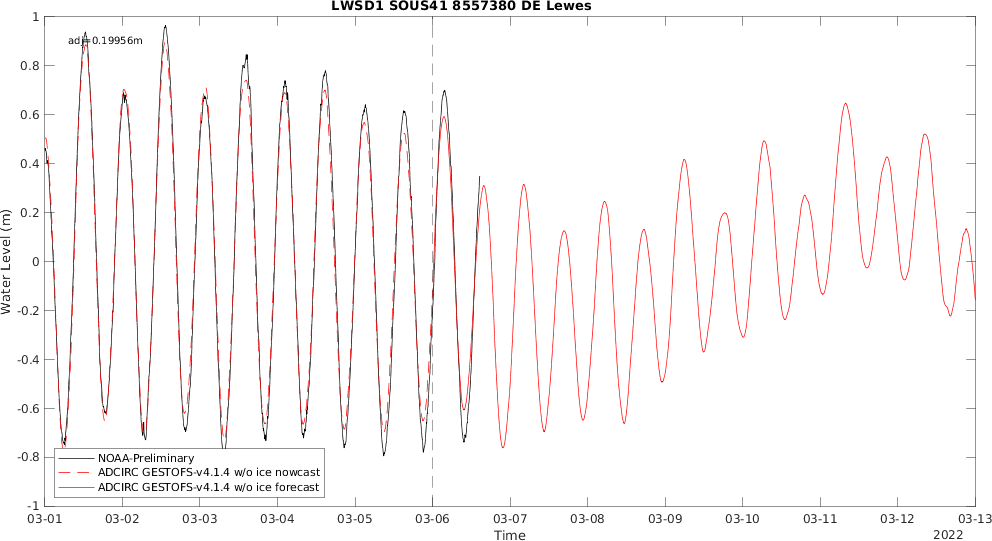 LWSD1 SOUS41 8557380 DE Lewes
adj=0.19956m
1
0.8
0.6
0.4
0.2
0
-0.2
-0.4
-0.6
-0.8
-1
Water Level (m)
NOAA-Preliminary
ADCIRC GESTOFS-v4.1.4 w/o ice nowcast
ADCIRC GESTOFS-v4.1.4 w/o ice forecast
03-01 03-02 03-03 03-04 03-05 03-06 03-07 03-08 03-09 03-10 03-11 03-12 03-13
Time
2022